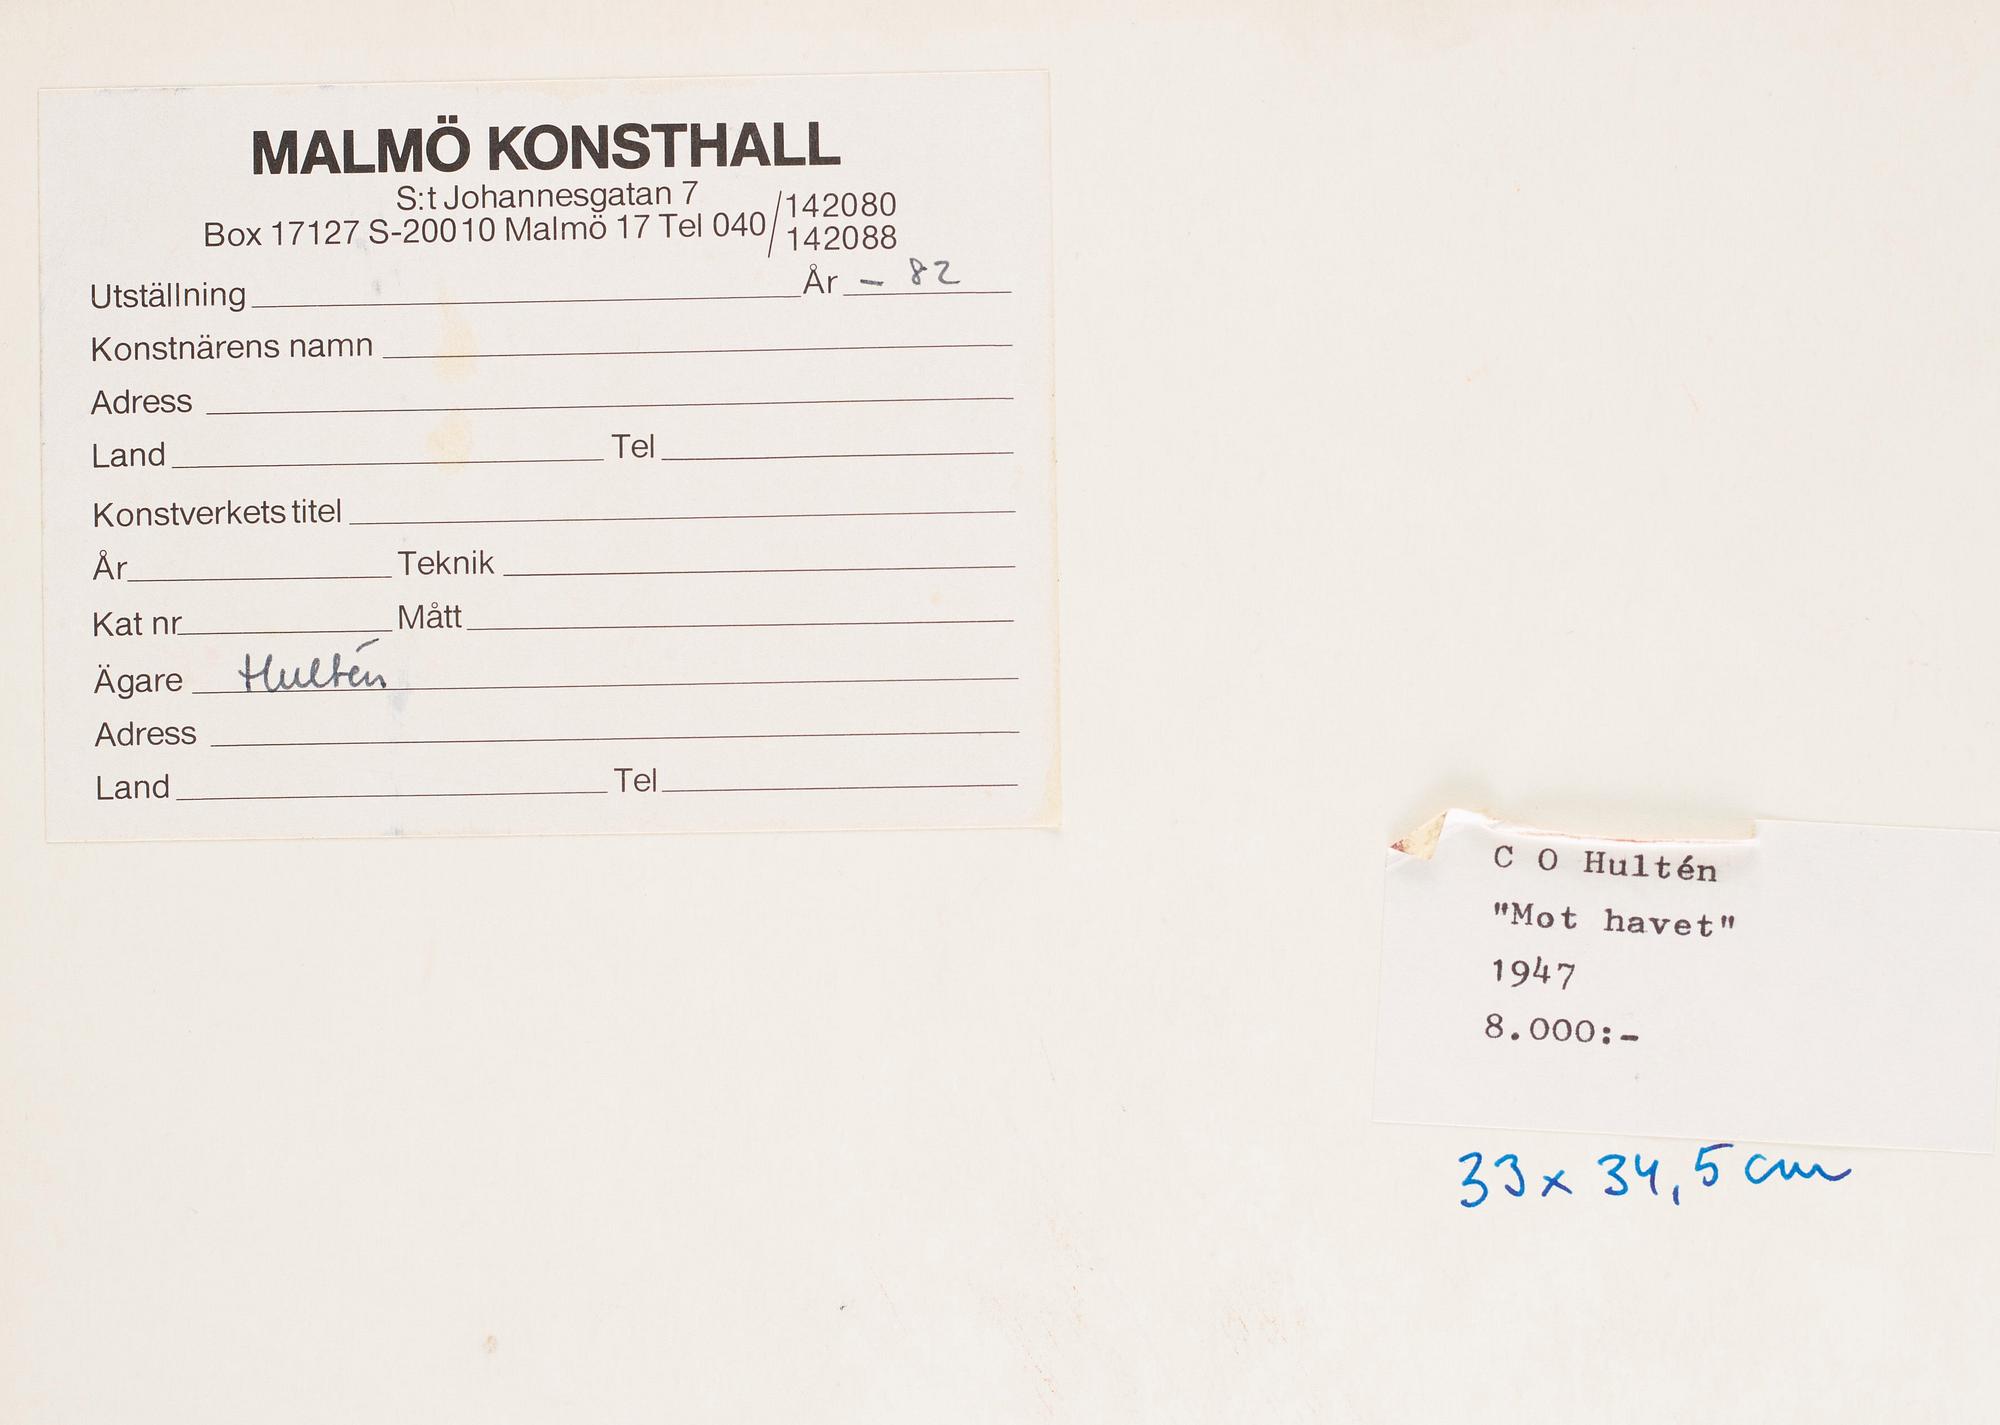 MALMÖ KONSTHALL
S:t Johannesgatan 7
Box 17127 S-200 10 Malmö 17 Tel 040/142080
142088
Utställning År - 82
Konstnärens namn
Adress
Land Tel
Konstverkets titel
År Teknik
Kat nr Mått
Ägare Hultén
Adress
Land Tel
C O Hultén
"Mot havet"
1947
8.000:-
33 x 34,5 cm